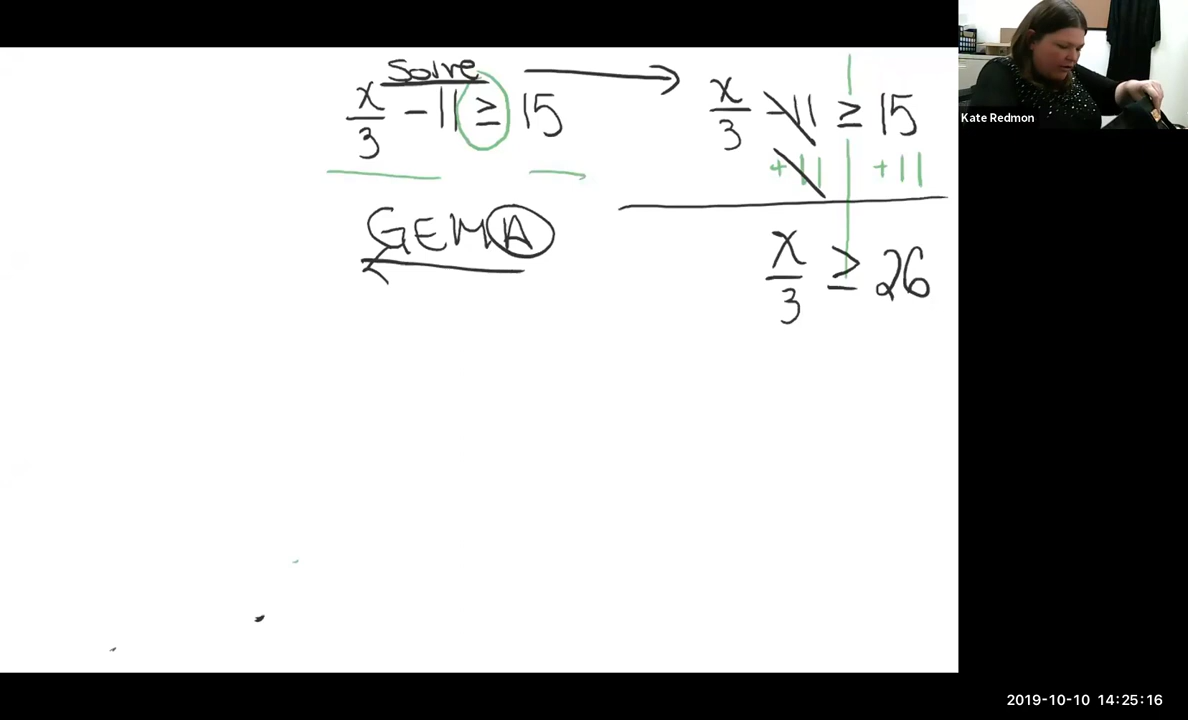 Solve
x/3 - 11 ≥ 15
GEMA
x/3 - 11 ≥ 15
+ 11 + 11
x/3 ≥ 26
Kate Redmon
2019-10-10 14:25:16